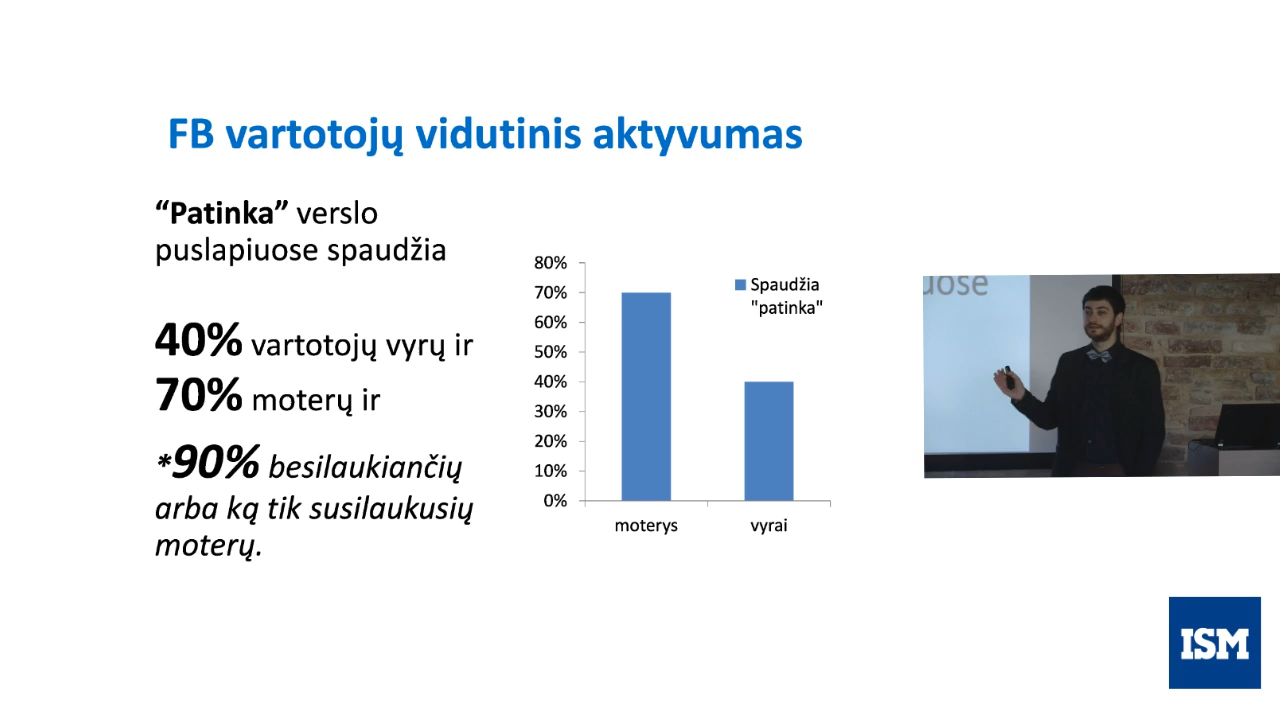 FB vartotojų vidutinis aktyvumas
“Patinka” verslo
puslapiuose spaudžia
40% vartotojų vyrų ir
70% moterų ir
*90% besilaukiančių
arba ką tik susilaukusių
moterų.
80%
70%
60%
50%
40%
30%
20%
10%
0%
moterys
vyrai
Spaudžia
"patinka"
uose
ISM